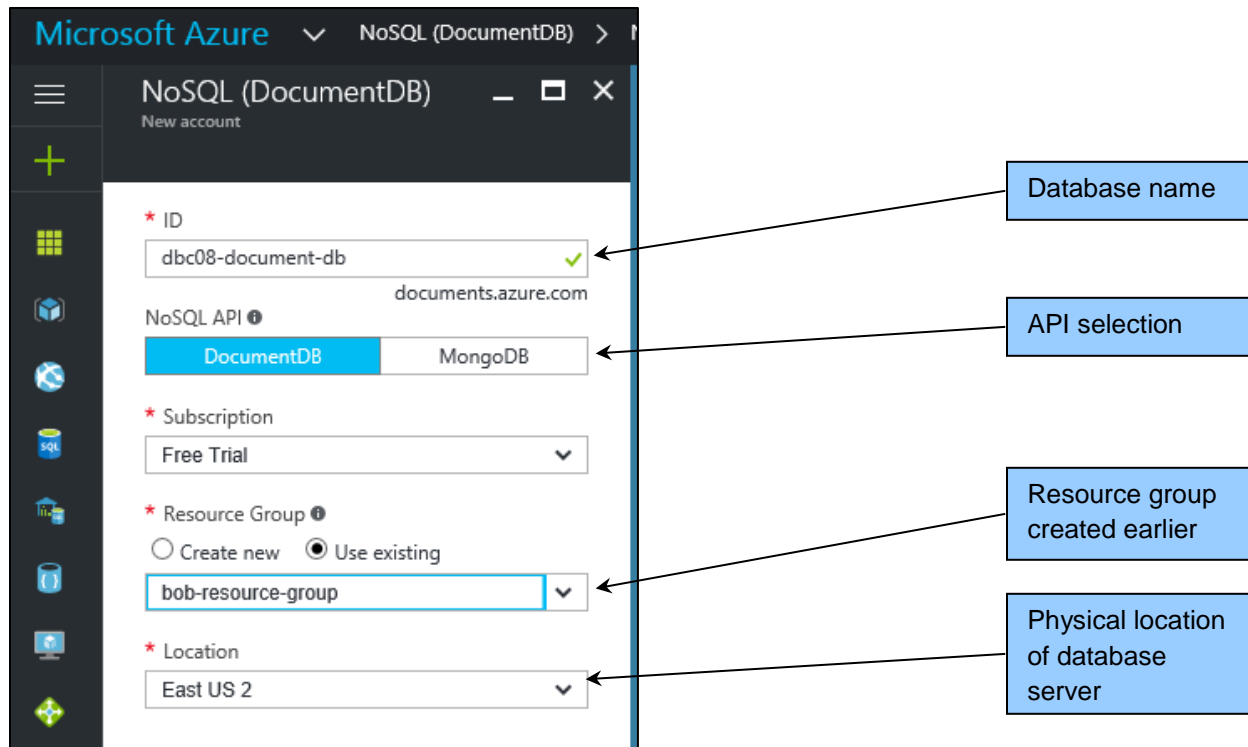 Microsoft Azure NoSQL (DocumentDB) >
NoSQL (DocumentDB)
New account
* ID
dbc08-document-db
documents.azure.com
NoSQL API
DocumentDB MongoDB
* Subscription
Free Trial
* Resource Group
Create new Use existing
bob-resource-group
* Location
East US 2
SQL
Database name
API selection
Resource group
created earlier
Physical location
of database
server